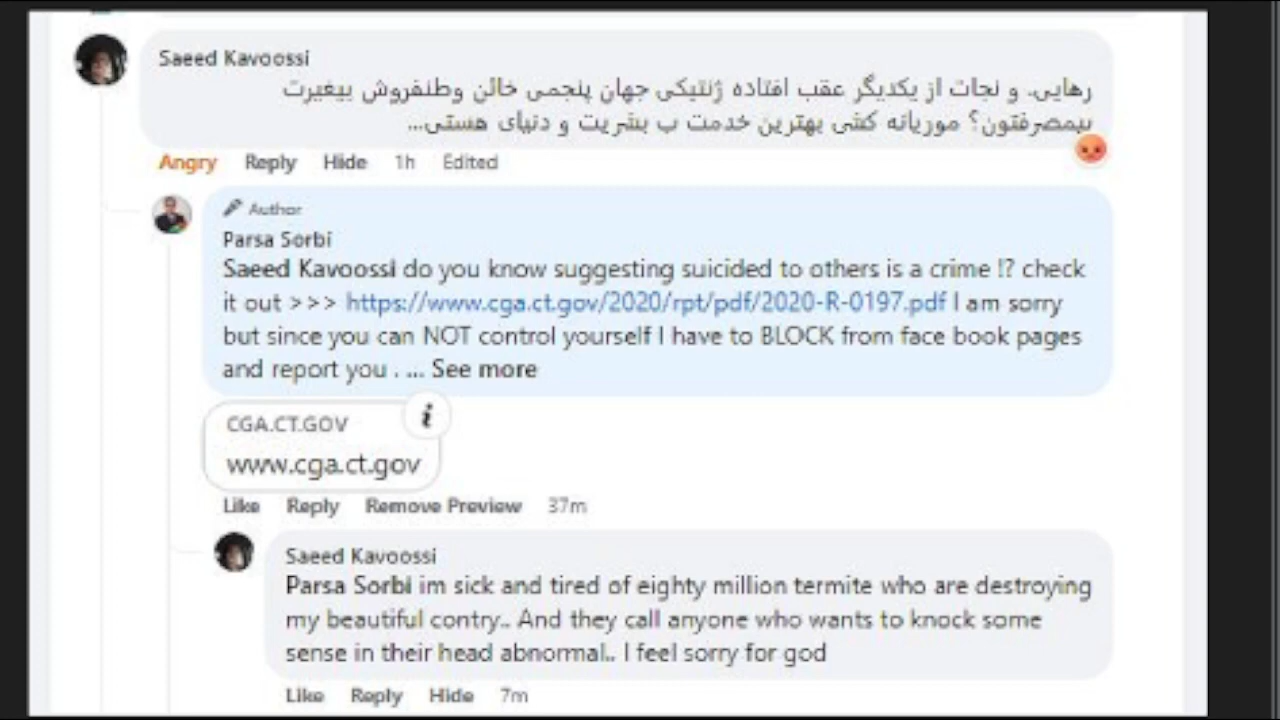 Saeed Kavoossi
رهایی. و نجات از یکدیگر عقب افتاده ژنتیکی جهان پنجمی خائن وطنفروش بیغیرت
بیمصرفتون؟ موریانه کشی بهترین خدمت ب بشریت و دنیای هستی...
Angry Reply Hide 1h Edited
Author
Parsa Sorbi
Saeed Kavoossi do you know suggesting suicided to others is a crime !? check
it out >>> https://www.cga.ct.gov/2020/rpt/pdf/2020-R-0197.pdf I am sorry
but since you can NOT control yourself I have to BLOCK from face book pages
and report you . ... See more
CGA.CT.GOV
www.cga.ct.gov
Like Reply Remove Preview 37m
Saeed Kavoossi
Parsa Sorbi im sick and tired of eighty million termite who are destroying
my beautiful contry.. And they call anyone who wants to knock some
sense in their head abnormal.. I feel sorry for god
Like Reply Hide 7m